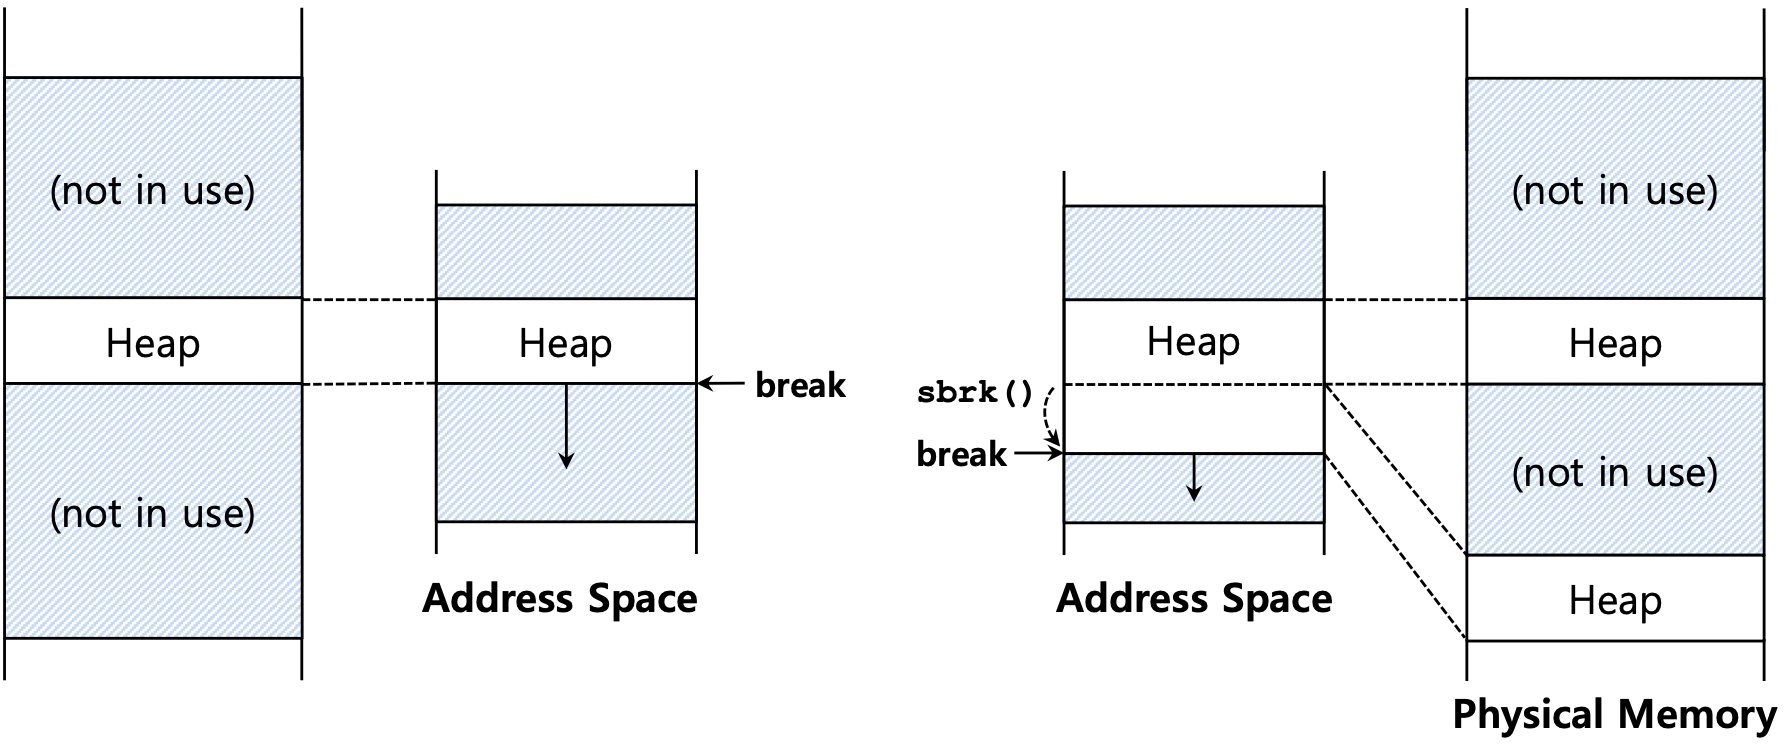 (not in use)
Heap
(not in use)
Heap
break
Address Space
Heap
sbrk()
break
Address Space
(not in use)
Heap
(not in use)
Heap
Physical Memory